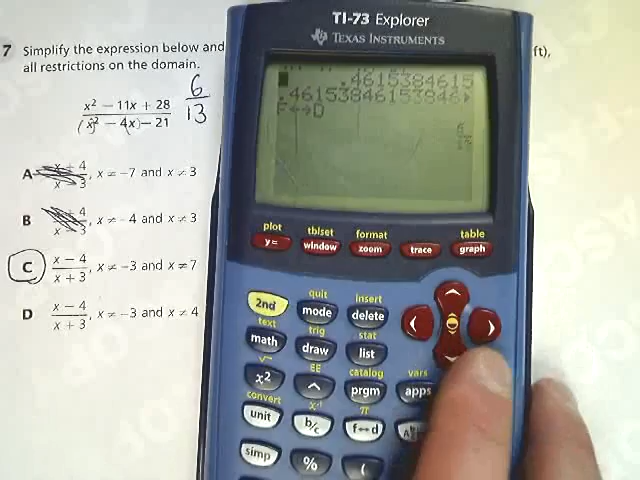 7 Simplify the expression below and
all restrictions on the domain.
ft),
x² − 11x + 28
x² − 4x − 21
6
13
A x + 4
x − 3, x ≠ −7 and x ≠ 3
B x + 4
x − 3, x ≠ −4 and x ≠ 3
C x − 4
x + 3, x ≠ −3 and x ≠ 7
D x − 4
x + 3, x ≠ −3 and x ≠ 4
TI-73 Explorer
TEXAS INSTRUMENTS
.4615384615
.46153846153846
F↔D
plot tblset format table
y= window zoom trace graph
quit insert
2nd mode delete
text trig stat
math draw list
√ EE catalog vars
x² ^ prgm apps
convert x⁻¹ π
unit b/c f↔d
simp % (